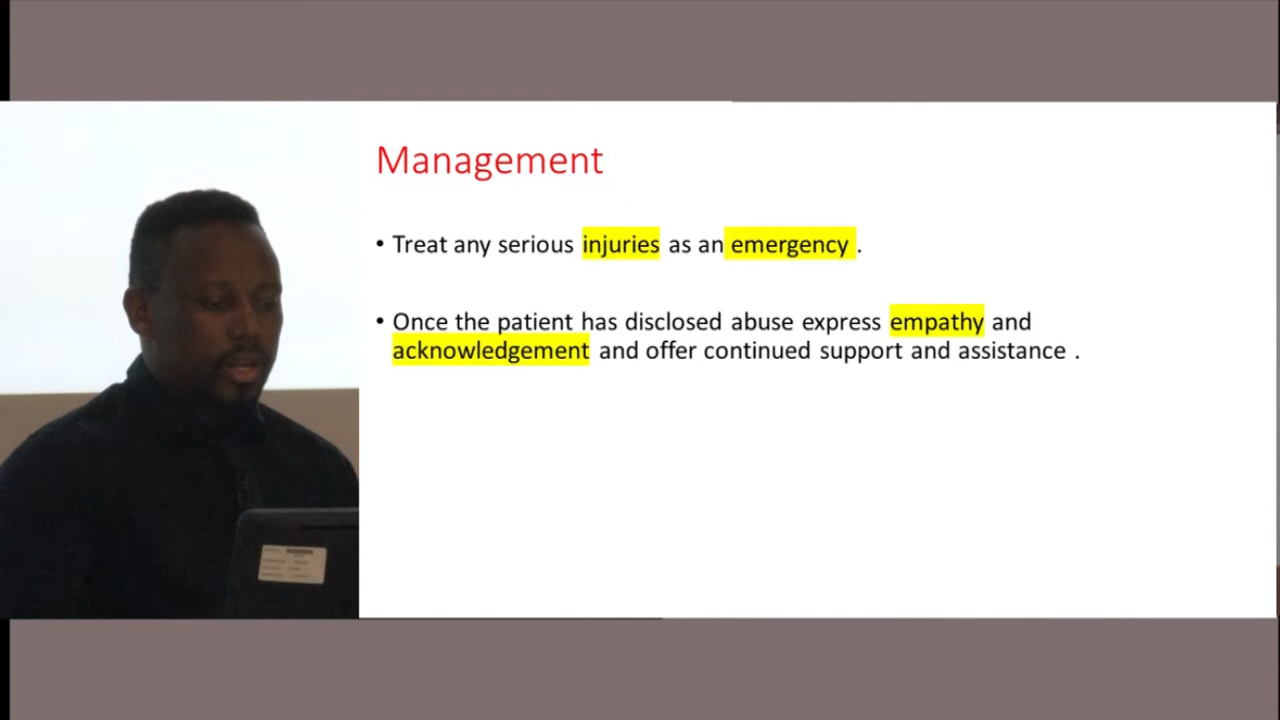 Management
• Treat any serious injuries as an emergency .
• Once the patient has disclosed abuse express empathy and
acknowledgement and offer continued support and assistance .